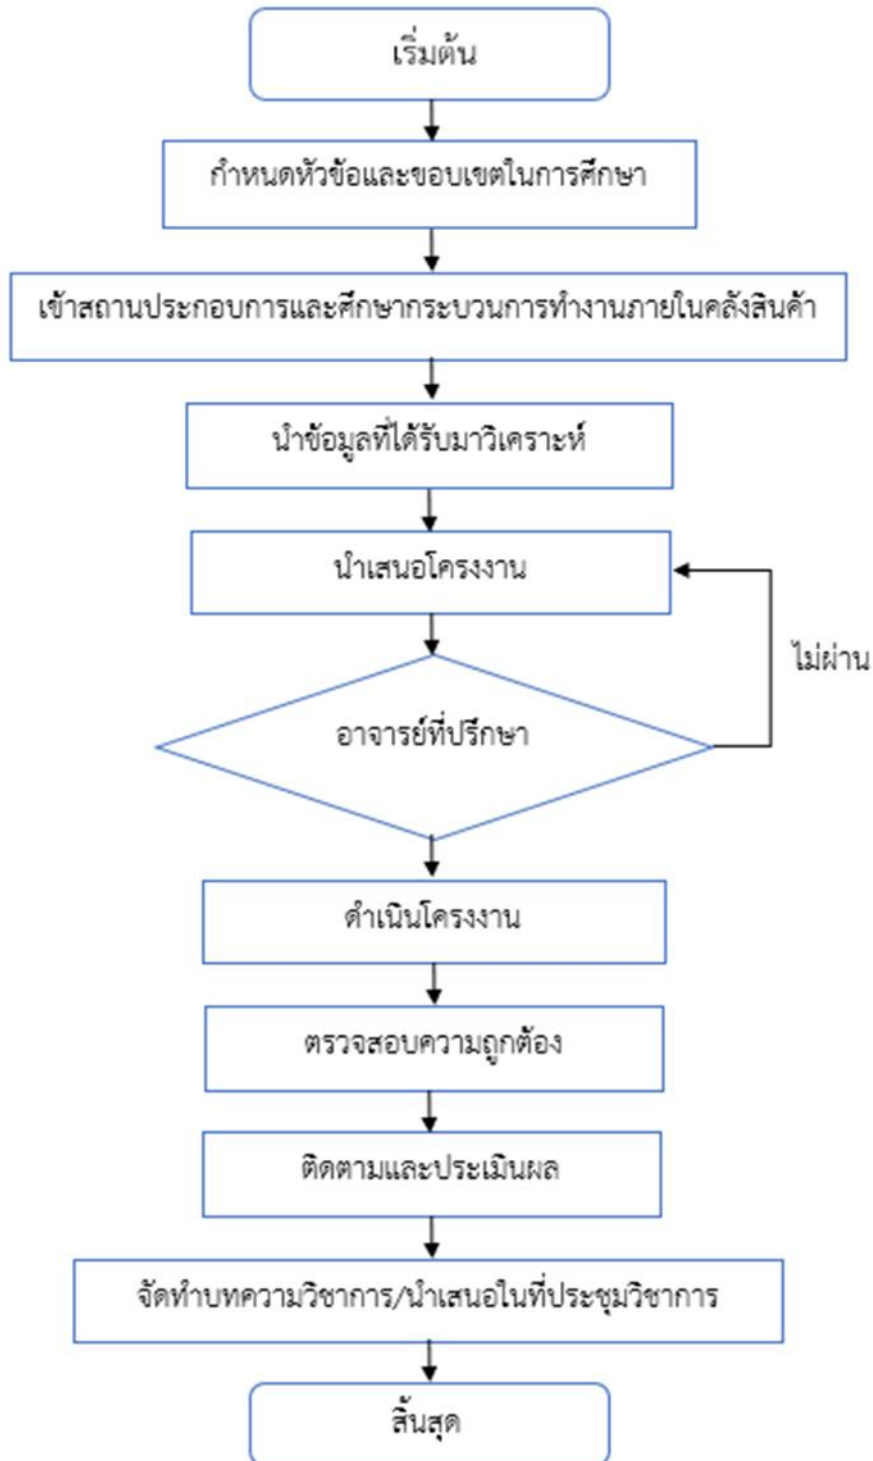 เริ่มต้น
กำหนดหัวข้อและขอบเขตในการศึกษา
เข้าสถานประกอบการและศึกษากระบวนการทำงานภายในคลังสินค้า
นำข้อมูลที่ได้รับมาวิเคราะห์
นำเสนอโครงงาน
ไม่ผ่าน
อาจารย์ที่ปรึกษา
ดำเนินโครงงาน
ตรวจสอบความถูกต้อง
ติดตามและประเมินผล
จัดทำบทความวิชาการ/นำเสนอในที่ประชุมวิชาการ
สิ้นสุด